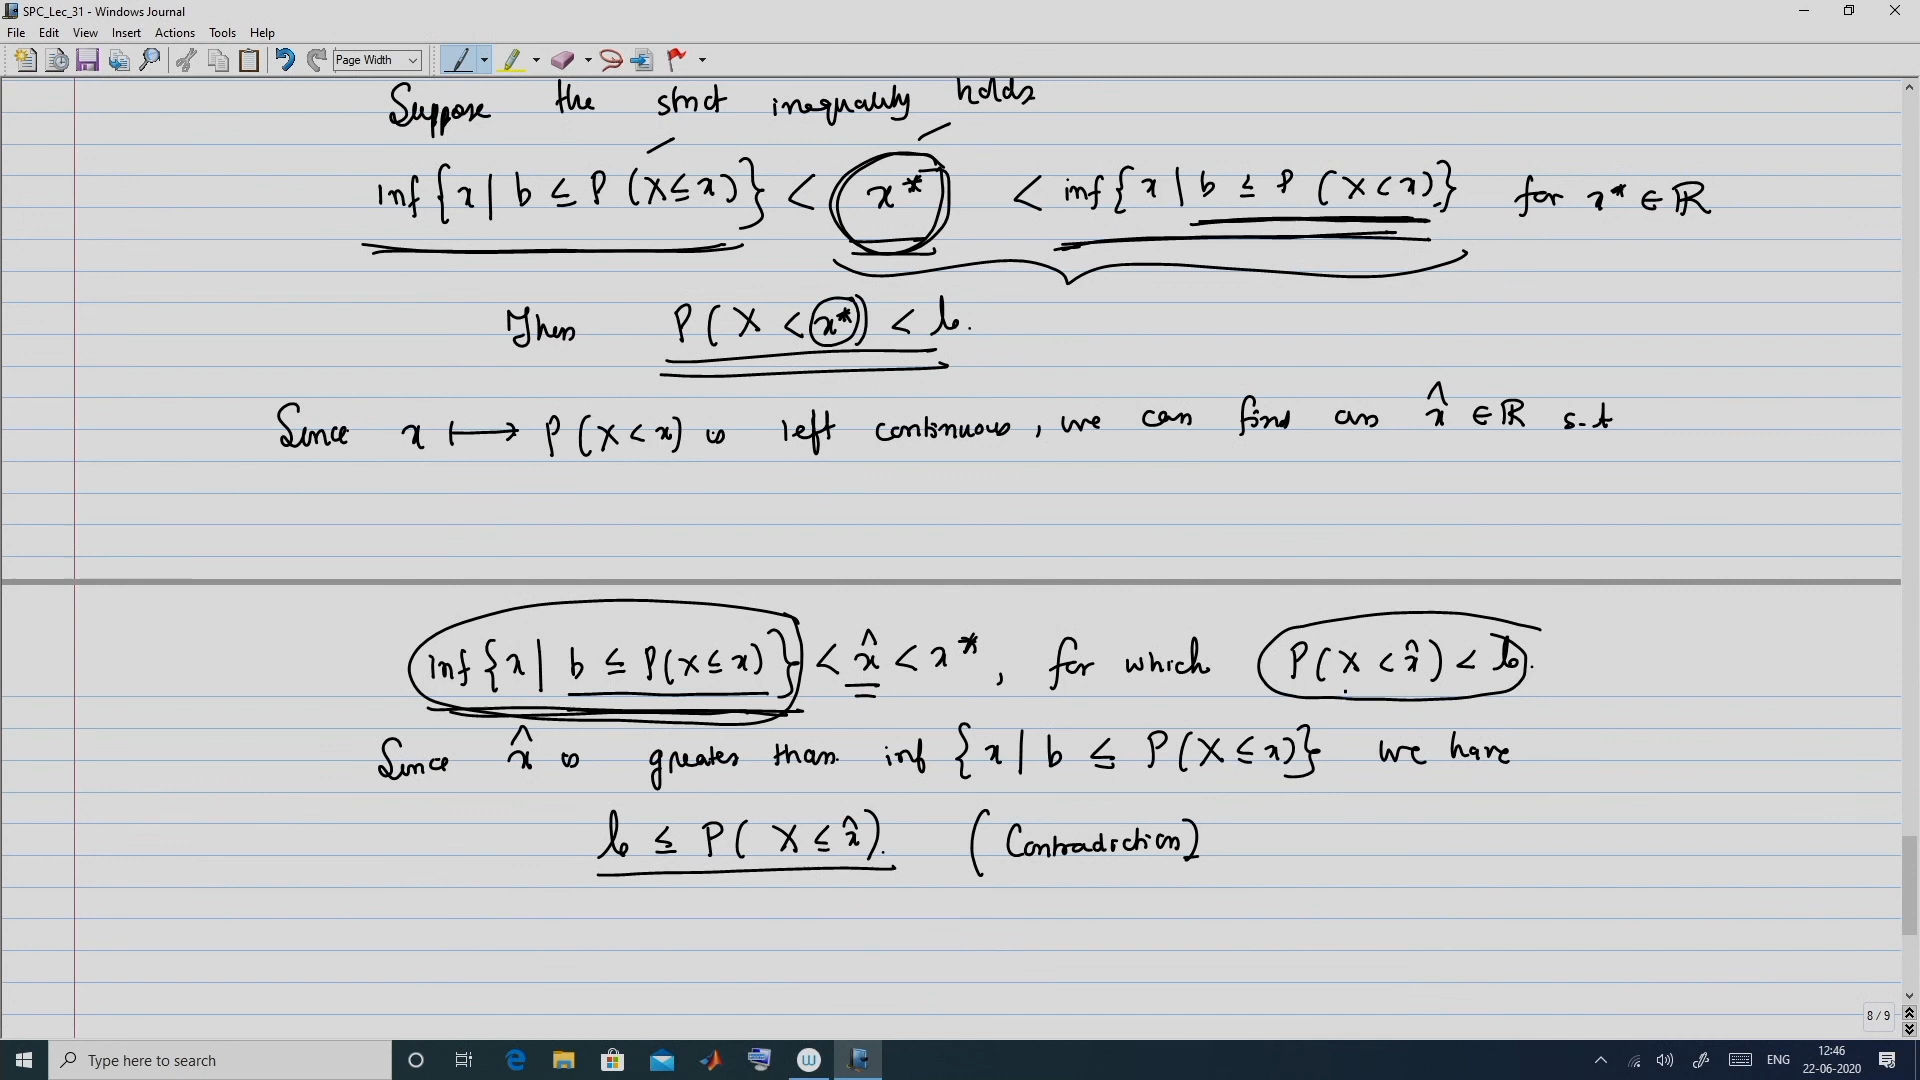 SPC_Lec_31 - Windows Journal
File Edit View Insert Actions Tools Help
Page Width
Suppose the strict inequality holds
inf {x | b ≤ P (X ≤ x)} < x* < inf {x | b ≤ P (X < x)} for x* ∈ ℝ
Then P ( X < x*) < b.
Since x ⟼ P (X < x) is left continuous, we can find an x̂ ∈ ℝ s.t
inf {x | b ≤ P(X ≤ x)} < x̂ < x*, for which P( X < x̂) < b.
Since x̂ is greater than inf {x | b ≤ P(X ≤ x)} we have
b ≤ P( X ≤ x̂). (Contradiction)
8 / 9
Type here to search
ENG
12:46
22-06-2020